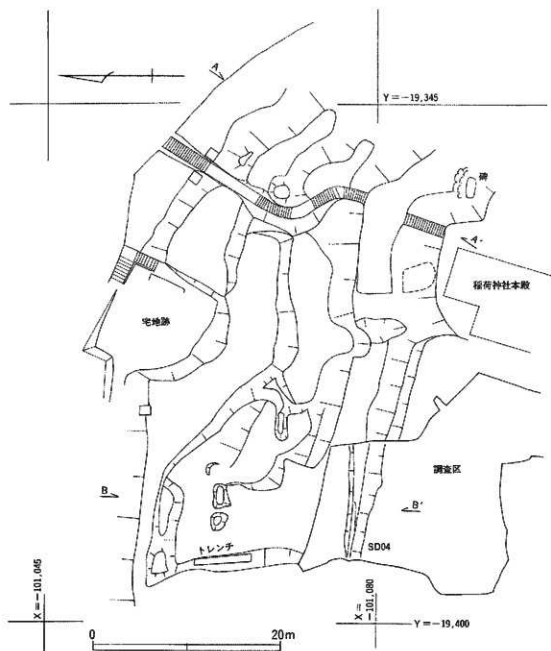 A
Y=-19,345
碑
A'
稲荷神社本殿
宅地跡
調査区
B
B'
トレンチ
SD04
X=-101,045
X=-101,080
Y=-19,400
0 20m